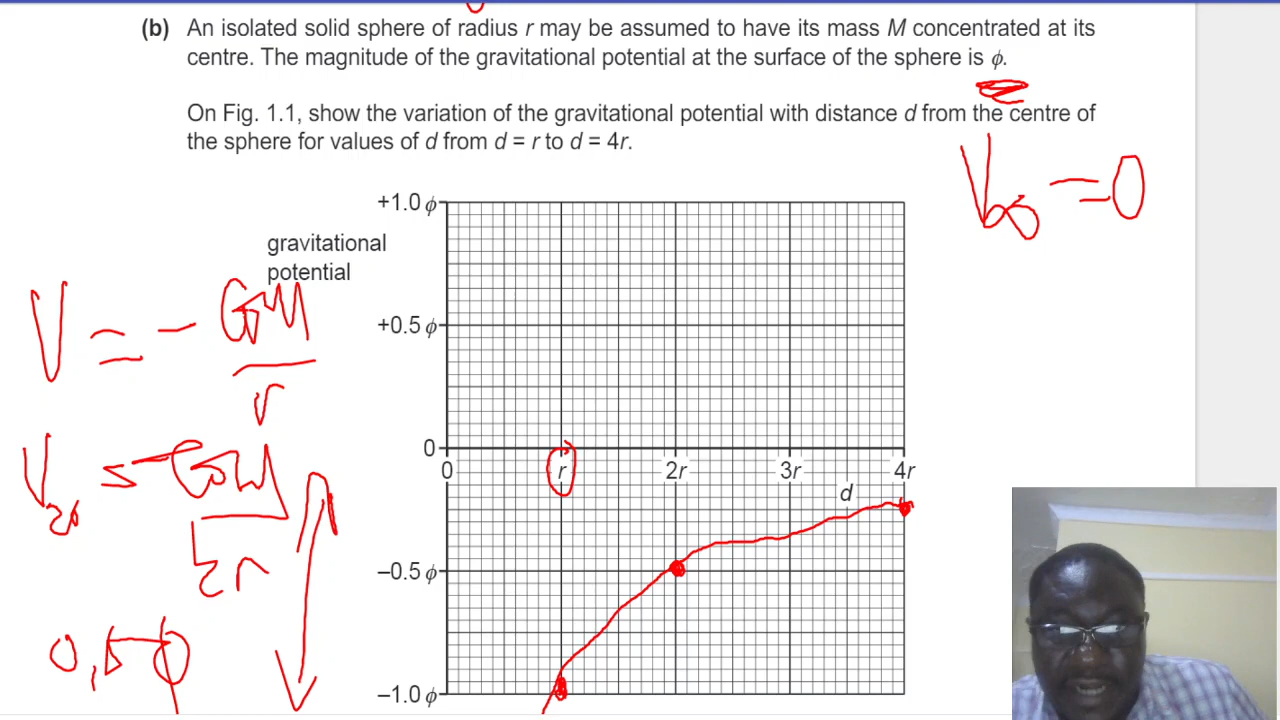 (b) An isolated solid sphere of radius r may be assumed to have its mass M concentrated at its
centre. The magnitude of the gravitational potential at the surface of the sphere is ϕ.
On Fig. 1.1, show the variation of the gravitational potential with distance d from the centre of
the sphere for values of d from d = r to d = 4r.
V∞ = 0
+1.0 ϕ
gravitational
potential
+0.5 ϕ
V = - GM
r
0
0 r 2r 3r 4r
d
GM
2r
–0.5 ϕ
0,5 ϕ
–1.0 ϕ